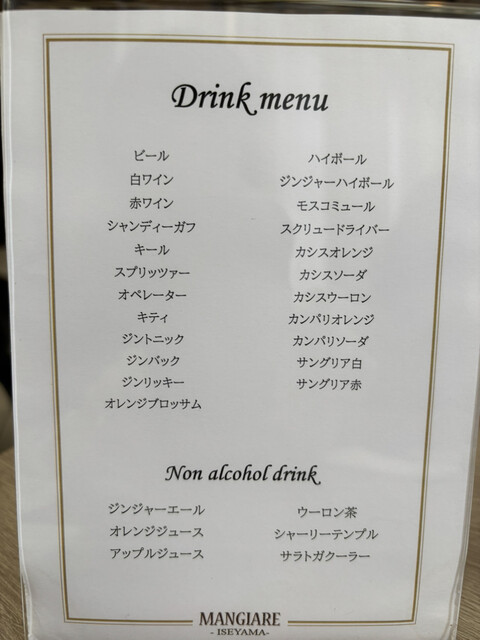 Drink menu
ビール
白ワイン
赤ワイン
シャンディーガフ
キール
スプリッツァー
オペレーター
キティ
ジントニック
ジンバック
ジンリッキー
オレンジブロッサム
ハイボール
ジンジャーハイボール
モスコミュール
スクリュードライバー
カシスオレンジ
カシスソーダ
カシスウーロン
カンパリオレンジ
カンパリソーダ
サングリア白
サングリア赤
Non alcohol drink
ジンジャーエール
オレンジジュース
アップルジュース
ウーロン茶
シャーリーテンプル
サラトガクーラー
MANGIARE
- ISEYAMA-